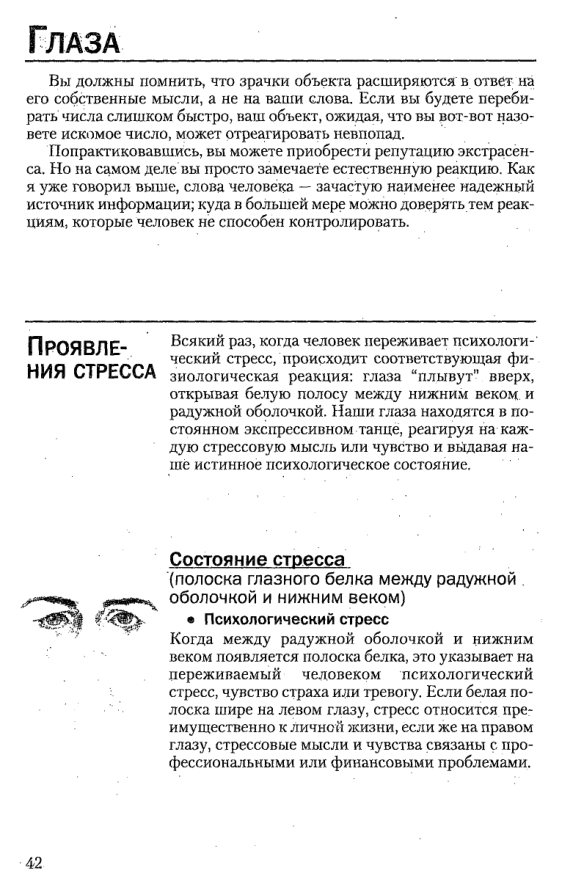 ГЛАЗА
Вы должны помнить, что зрачки объекта расширяются в ответ на
его собственные мысли, а не на ваши слова. Если вы будете переби-
рать числа слишком быстро, ваш объект, ожидая, что вы вот-вот назо-
вете искомое число, может отреагировать невпопад.
Попрактиковавшись, вы можете приобрести репутацию экстрасен-
са. Но на самом деле вы просто замечаете естественную реакцию. Как
я уже говорил выше, слова человека — зачастую наименее надежный
источник информации; куда в большей мере можно доверять тем реак-
циям, которые человек не способен контролировать.
ПРОЯВЛЕ-
НИЯ СТРЕССА
Всякий раз, когда человек переживает психологи-
ческий стресс, происходит соответствующая фи-
зиологическая реакция: глаза “плывут” вверх,
открывая белую полосу между нижним веком и
радужной оболочкой. Наши глаза находятся в по-
стоянном экспрессивном танце, реагируя на каж-
дую стрессовую мысль или чувство и выдавая на-
ше истинное психологическое состояние.
Состояние стресса
(полоска глазного белка между радужной
оболочкой и нижним веком)
• Психологический стресс
Когда между радужной оболочкой и нижним
веком появляется полоска белка, это указывает на
переживаемый человеком психологический
стресс, чувство страха или тревогу. Если белая по-
лоска шире на левом глазу, стресс относится пре-
имущественно к личной жизни, если же на правом
глазу, стрессовые мысли и чувства связаны с про-
фессиональными или финансовыми проблемами.
42